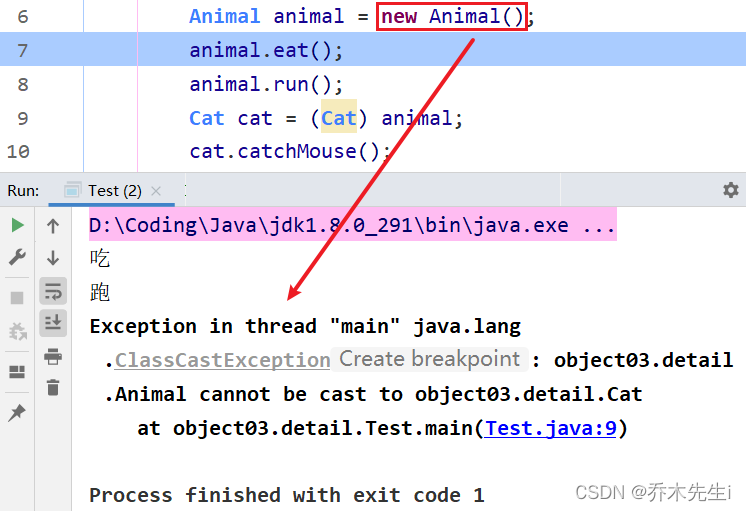 6 Animal animal = new Animal();
7 animal.eat();
8 animal.run();
9 Cat cat = (Cat) animal;
10 cat.catchMouse();
Run: Test (2) ×
D:\Coding\Java\jdk1.8.0_291\bin\java.exe ...
吃
跑
Exception in thread "main" java.lang
.ClassCastException Create breakpoint : object03.detail
.Animal cannot be cast to object03.detail.Cat
at object03.detail.Test.main(Test.java:9)
Process finished with exit code 1
CSDN @乔木先生i